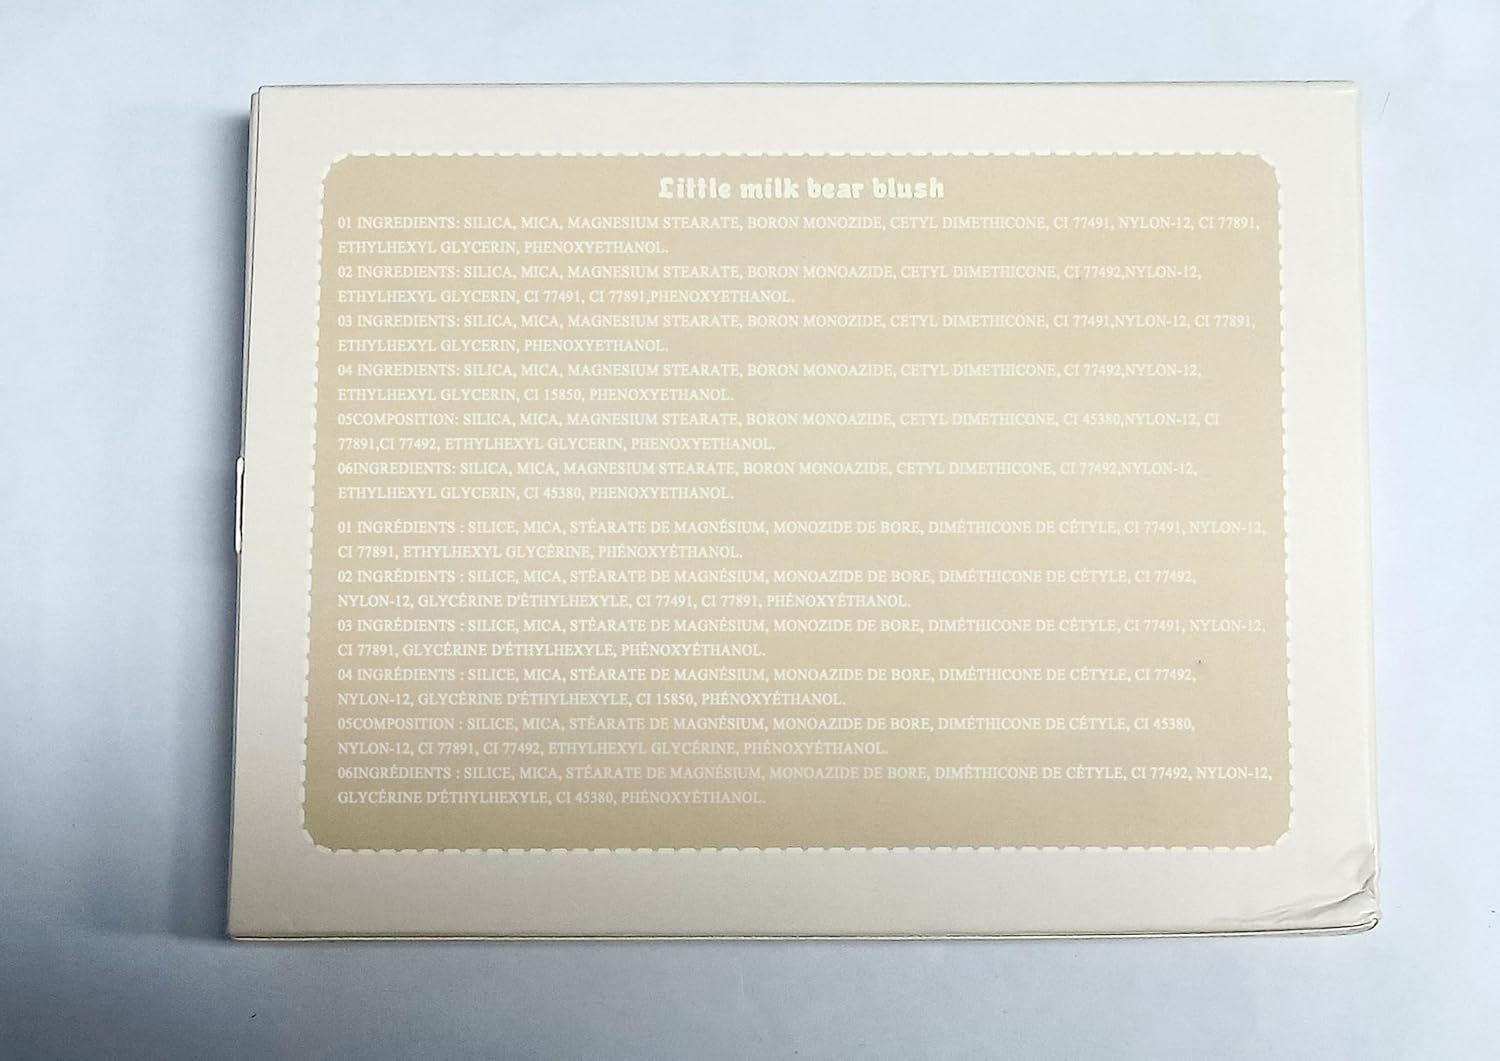 Little milk bear blush
01 INGREDIENTS: SILICA, MICA, MAGNESIUM STEARATE, BORON MONOZIDE, CETYL DIMETHICONE, CI 77491, NYLON-12, CI 77891,
ETHYLHEXYL GLYCERIN, PHENOXYETHANOL.
02 INGREDIENTS: SILICA, MICA, MAGNESIUM STEARATE, BORON MONOAZIDE, CETYL DIMETHICONE, CI 77492,NYLON-12,
ETHYLHEXYL GLYCERIN, CI 77491, CI 77891,PHENOXYETHANOL.
03 INGREDIENTS: SILICA, MICA, MAGNESIUM STEARATE, BORON MONOZIDE, CETYL DIMETHICONE, CI 77491,NYLON-12, CI 77891,
ETHYLHEXYL GLYCERIN, PHENOXYETHANOL.
04 INGREDIENTS: SILICA, MICA, MAGNESIUM STEARATE, BORON MONOAZIDE, CETYL DIMETHICONE, CI 77492,NYLON-12,
ETHYLHEXYL GLYCERIN, CI 15850, PHENOXYETHANOL.
05COMPOSITION: SILICA, MICA, MAGNESIUM STEARATE, BORON MONOAZIDE, CETYL DIMETHICONE, CI 45380,NYLON-12, CI
77891,CI 77492, ETHYLHEXYL GLYCERIN, PHENOXYETHANOL.
06INGREDIENTS: SILICA, MICA, MAGNESIUM STEARATE, BORON MONOAZIDE, CETYL DIMETHICONE, CI 77492,NYLON-12,
ETHYLHEXYL GLYCERIN, CI 45380, PHENOXYETHANOL.
01 INGRÉDIENTS : SILICE, MICA, STÉARATE DE MAGNÉSIUM, MONOZIDE DE BORE, DIMÉTHICONE DE CÉTYLE, CI 77491, NYLON-12,
CI 77891, ETHYLHEXYL GLYCÉRINE, PHÉNOXYÉTHANOL.
02 INGRÉDIENTS : SILICE, MICA, STÉARATE DE MAGNÉSIUM, MONOAZIDE DE BORE, DIMÉTHICONE DE CÉTYLE, CI 77492,
NYLON-12, GLYCÉRINE D'ÉTHYLHEXYLE, CI 77491, CI 77891, PHÉNOXYÉTHANOL.
03 INGRÉDIENTS : SILICE, MICA, STÉARATE DE MAGNÉSIUM, MONOZIDE DE BORE, DIMÉTHICONE DE CÉTYLE, CI 77491, NYLON-12,
CI 77891, GLYCÉRINE D'ÉTHYLHEXYLE, PHÉNOXYÉTHANOL.
04 INGRÉDIENTS : SILICE, MICA, STÉARATE DE MAGNÉSIUM, MONOAZIDE DE BORE, DIMÉTHICONE DE CÉTYLE, CI 77492,
NYLON-12, GLYCÉRINE D'ÉTHYLHEXYLE, CI 15850, PHÉNOXYÉTHANOL.
05COMPOSITION : SILICE, MICA, STÉARATE DE MAGNÉSIUM, MONOAZIDE DE BORE, DIMÉTHICONE DE CÉTYLE, CI 45380,
NYLON-12, CI 77891, CI 77492, ETHYLHEXYL GLYCÉRINE, PHÉNOXYÉTHANOL.
06INGRÉDIENTS : SILICE, MICA, STÉARATE DE MAGNÉSIUM, MONOAZIDE DE BORE, DIMÉTHICONE DE CÉTYLE, CI 77492, NYLON-12,
GLYCÉRINE D'ÉTHYLHEXYLE, CI 45380, PHÉNOXYÉTHANOL.